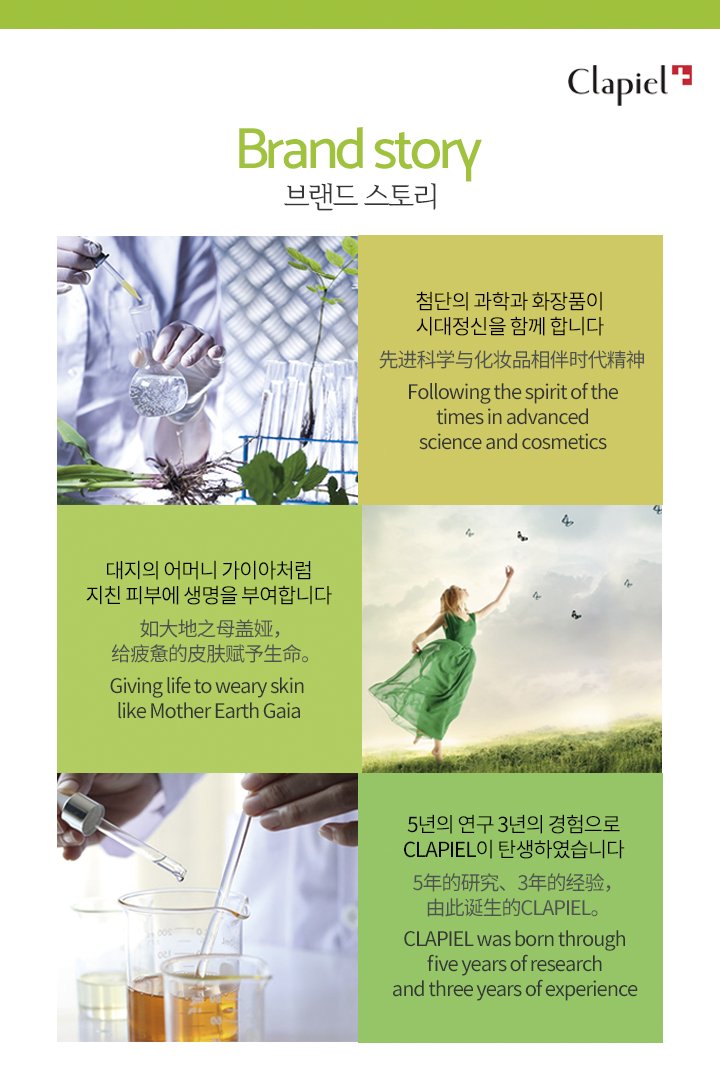 Clapiel
Brand story
브랜드 스토리
첨단의 과학과 화장품이
시대정신을 함께 합니다
先进科学与化妆品相伴时代精神
Following the spirit of the
times in advanced
science and cosmetics
대지의 어머니 가이아처럼
지친 피부에 생명을 부여합니다
如大地之母盖娅，
给疲惫的皮肤赋予生命。
Giving life to weary skin
like Mother Earth Gaia
5년의 연구 3년의 경험으로
CLAPIEL이 탄생하였습니다
5年的研究、3年的经验，
由此诞生的CLAPIEL。
CLAPIEL was born through
five years of research
and three years of experience